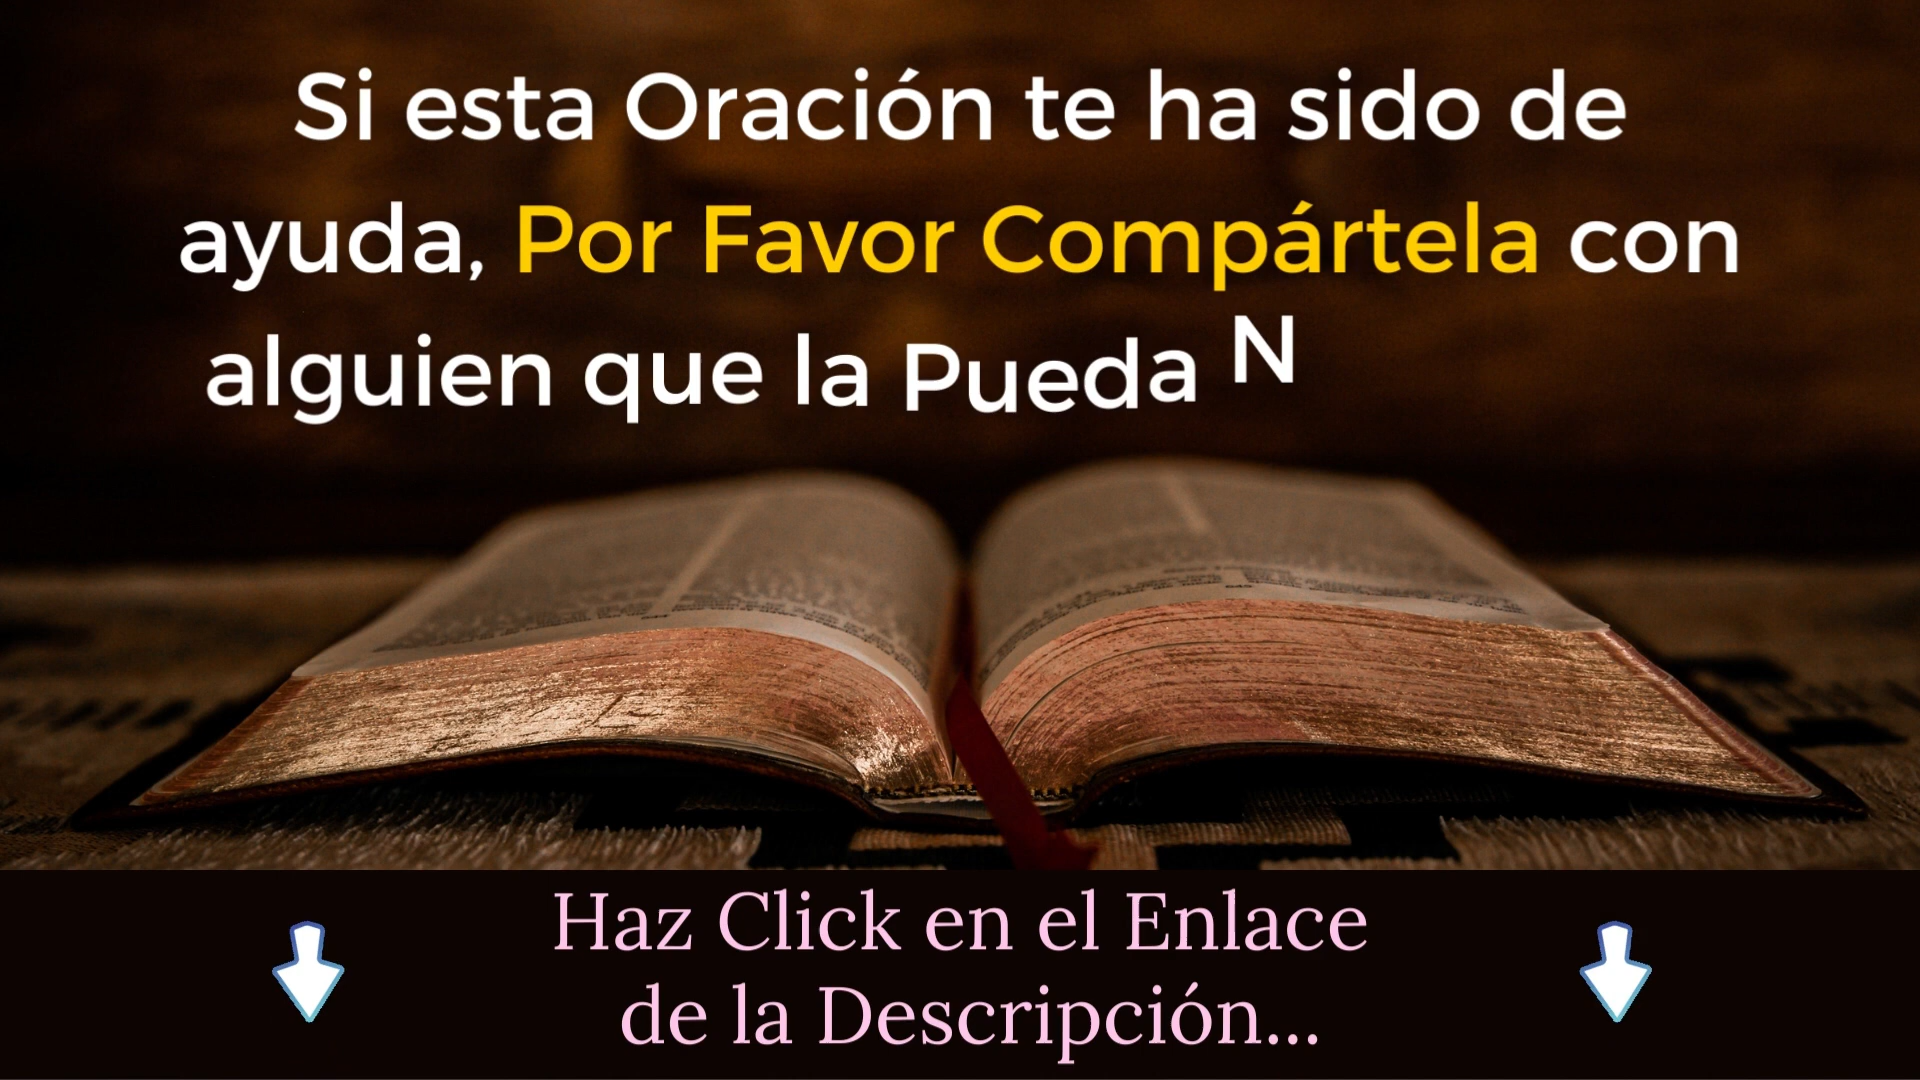 Si esta Oración te ha sido de
ayuda, Por Favor Compártela con
alguien que la Pueda N
Haz Click en el Enlace
de la Descripción...